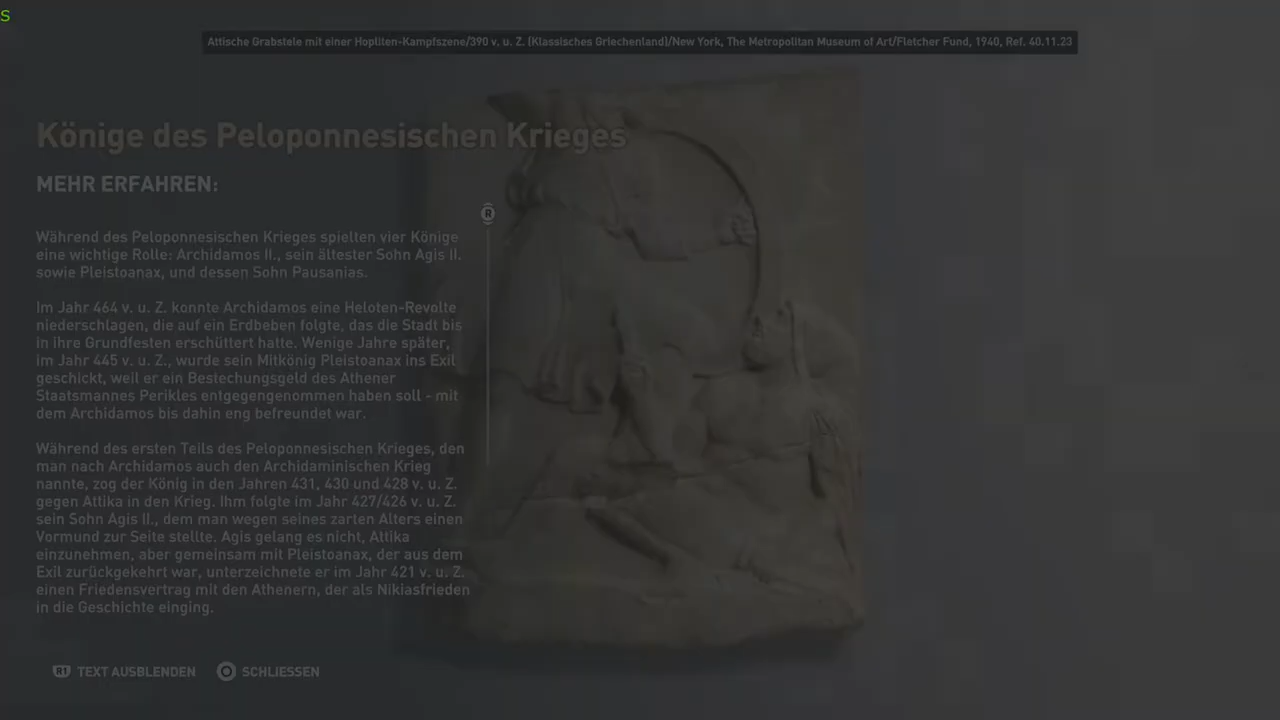 S
Attische Grabstele mit einer Hopliten-Kampfszene/390 v. u. Z. (Klassisches Griechenland)/New York, The Metropolitan Museum of Art/Fletcher Fund, 1940, Ref. 40.11.23
Könige des Peloponnesischen Krieges
MEHR ERFAHREN:
R
Während des Peloponnesischen Krieges spielten vier Könige
eine wichtige Rolle: Archidamos II., sein ältester Sohn Agis II.
sowie Pleistoanax, und dessen Sohn Pausanias.
Im Jahr 464 v. u. Z. konnte Archidamos eine Heloten-Revolte
niederschlagen, die auf ein Erdbeben folgte, das die Stadt bis
in ihre Grundfesten erschüttert hatte. Wenige Jahre später,
im Jahr 445 v. u. Z., wurde sein Mitkönig Pleistoanax ins Exil
geschickt, weil er ein Bestechungsgeld des Athener
Staatsmannes Perikles entgegengenommen haben soll - mit
dem Archidamos bis dahin eng befreundet war.
Während des ersten Teils des Peloponnesischen Krieges, den
man nach Archidamos auch den Archidaminischen Krieg
nannte, zog der König in den Jahren 431, 430 und 428 v. u. Z.
gegen Attika in den Krieg. Ihm folgte im Jahr 427/426 v. u. Z.
sein Sohn Agis II., dem man wegen seines zarten Alters einen
Vormund zur Seite stellte. Agis gelang es nicht, Attika
einzunehmen, aber gemeinsam mit Pleistoanax, der aus dem
Exil zurückgekehrt war, unterzeichnete er im Jahr 421 v. u. Z.
einen Friedensvertrag mit den Athenern, der als Nikiasfrieden
in die Geschichte einging.
R1 TEXT AUSBLENDEN SCHLIESSEN